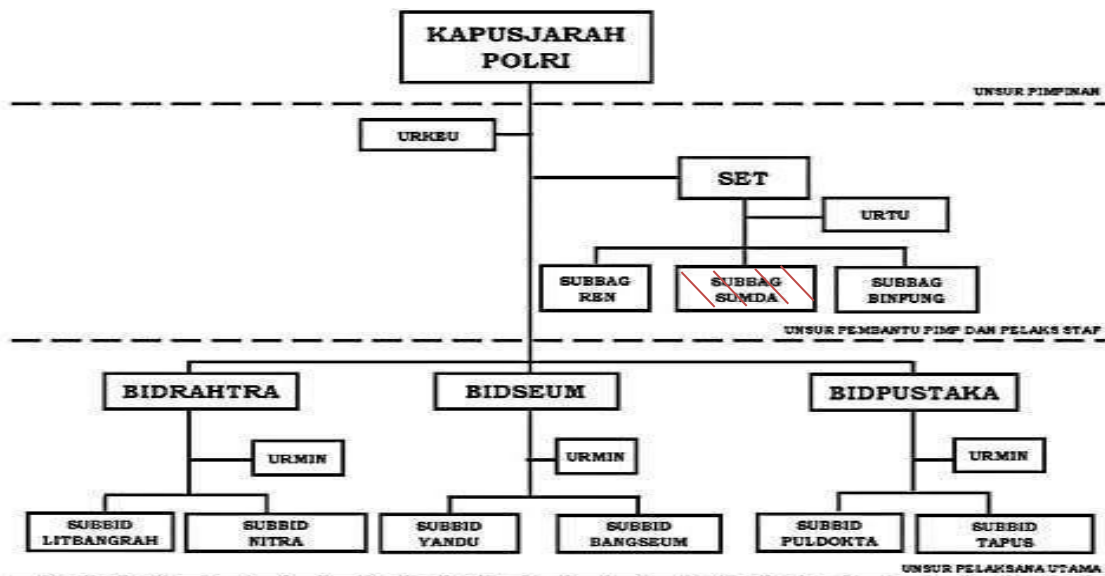 KAPUSJARAH
POLRI
UNSUR PIMPINAN
URKEU
SET
URTU
SUBBAG
REN
SUBBAG
SUMDA
SUBBAG
BINFUNG
UNSUR PEMBANTU PIMP DAN PELAKS STAF
BIDRAHTRA
BIDSEUM
BIDPUSTAKA
URMIN
URMIN
URMIN
SUBBID
LITBANGRAH
SUBBID
NITRA
SUBBID
YANDU
SUBBID
BANGSEUM
SUBBID
PULDOKTA
SUBBID
TAPUS
UNSUR PELAKSANA UTAMA